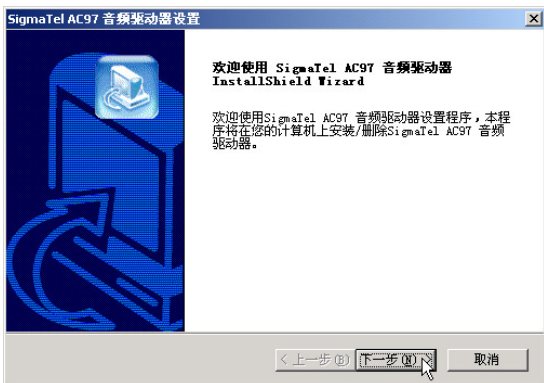 SigmaTel AC97 音频驱动器设置
欢迎使用 SigmaTel AC97 音频驱动器
InstallShield Wizard
欢迎使用SigmaTel AC97 音频驱动器设置程序，本程
序将在您的计算机上安装/删除SigmaTel AC97 音频
驱动器。
< 上一步(B)
下一步(N) >
取消